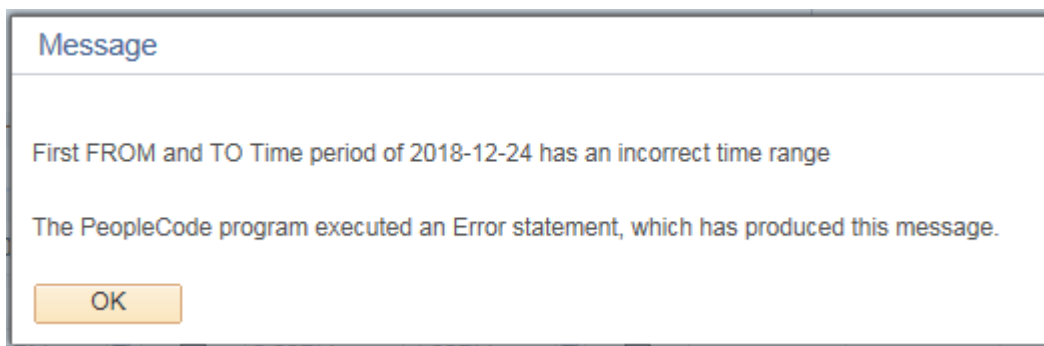 Message
First FROM and TO Time period of 2018-12-24 has an incorrect time range
The PeopleCode program executed an Error statement, which has produced this message.
OK